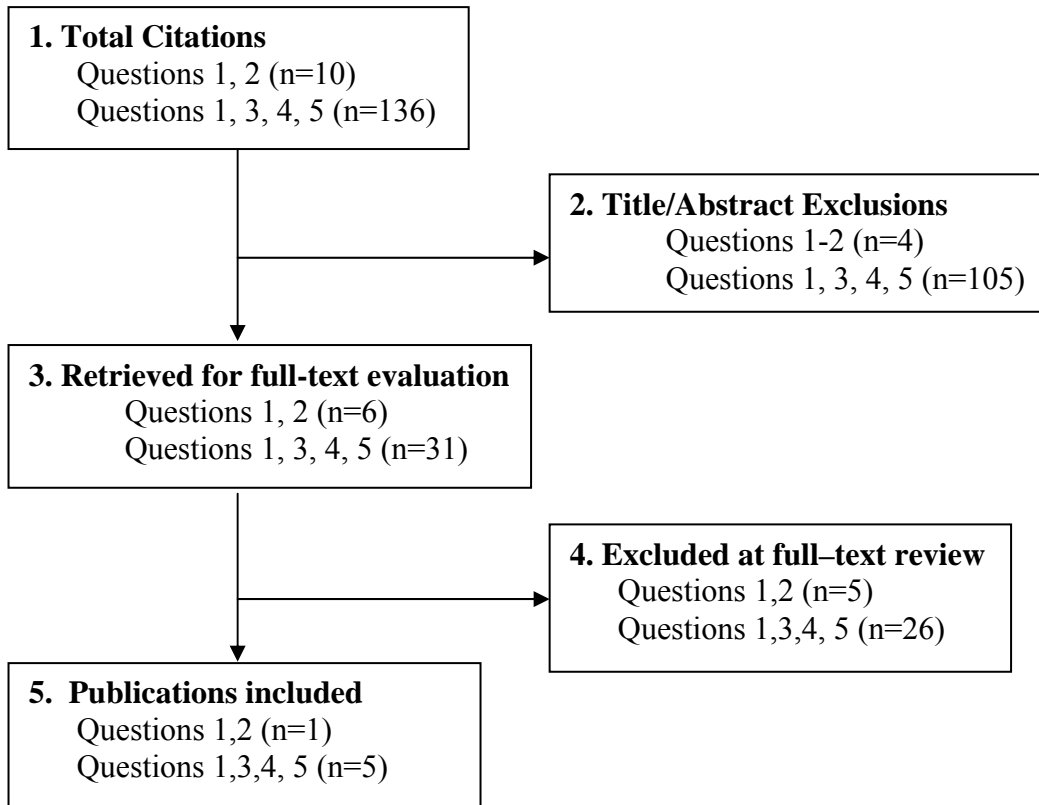 1. Total Citations
Questions 1, 2 (n=10)
Questions 1, 3, 4, 5 (n=136)
2. Title/Abstract Exclusions
Questions 1-2 (n=4)
Questions 1, 3, 4, 5 (n=105)
3. Retrieved for full-text evaluation
Questions 1, 2 (n=6)
Questions 1, 3, 4, 5 (n=31)
4. Excluded at full–text review
Questions 1,2 (n=5)
Questions 1,3,4, 5 (n=26)
5. Publications included
Questions 1,2 (n=1)
Questions 1,3,4, 5 (n=5)